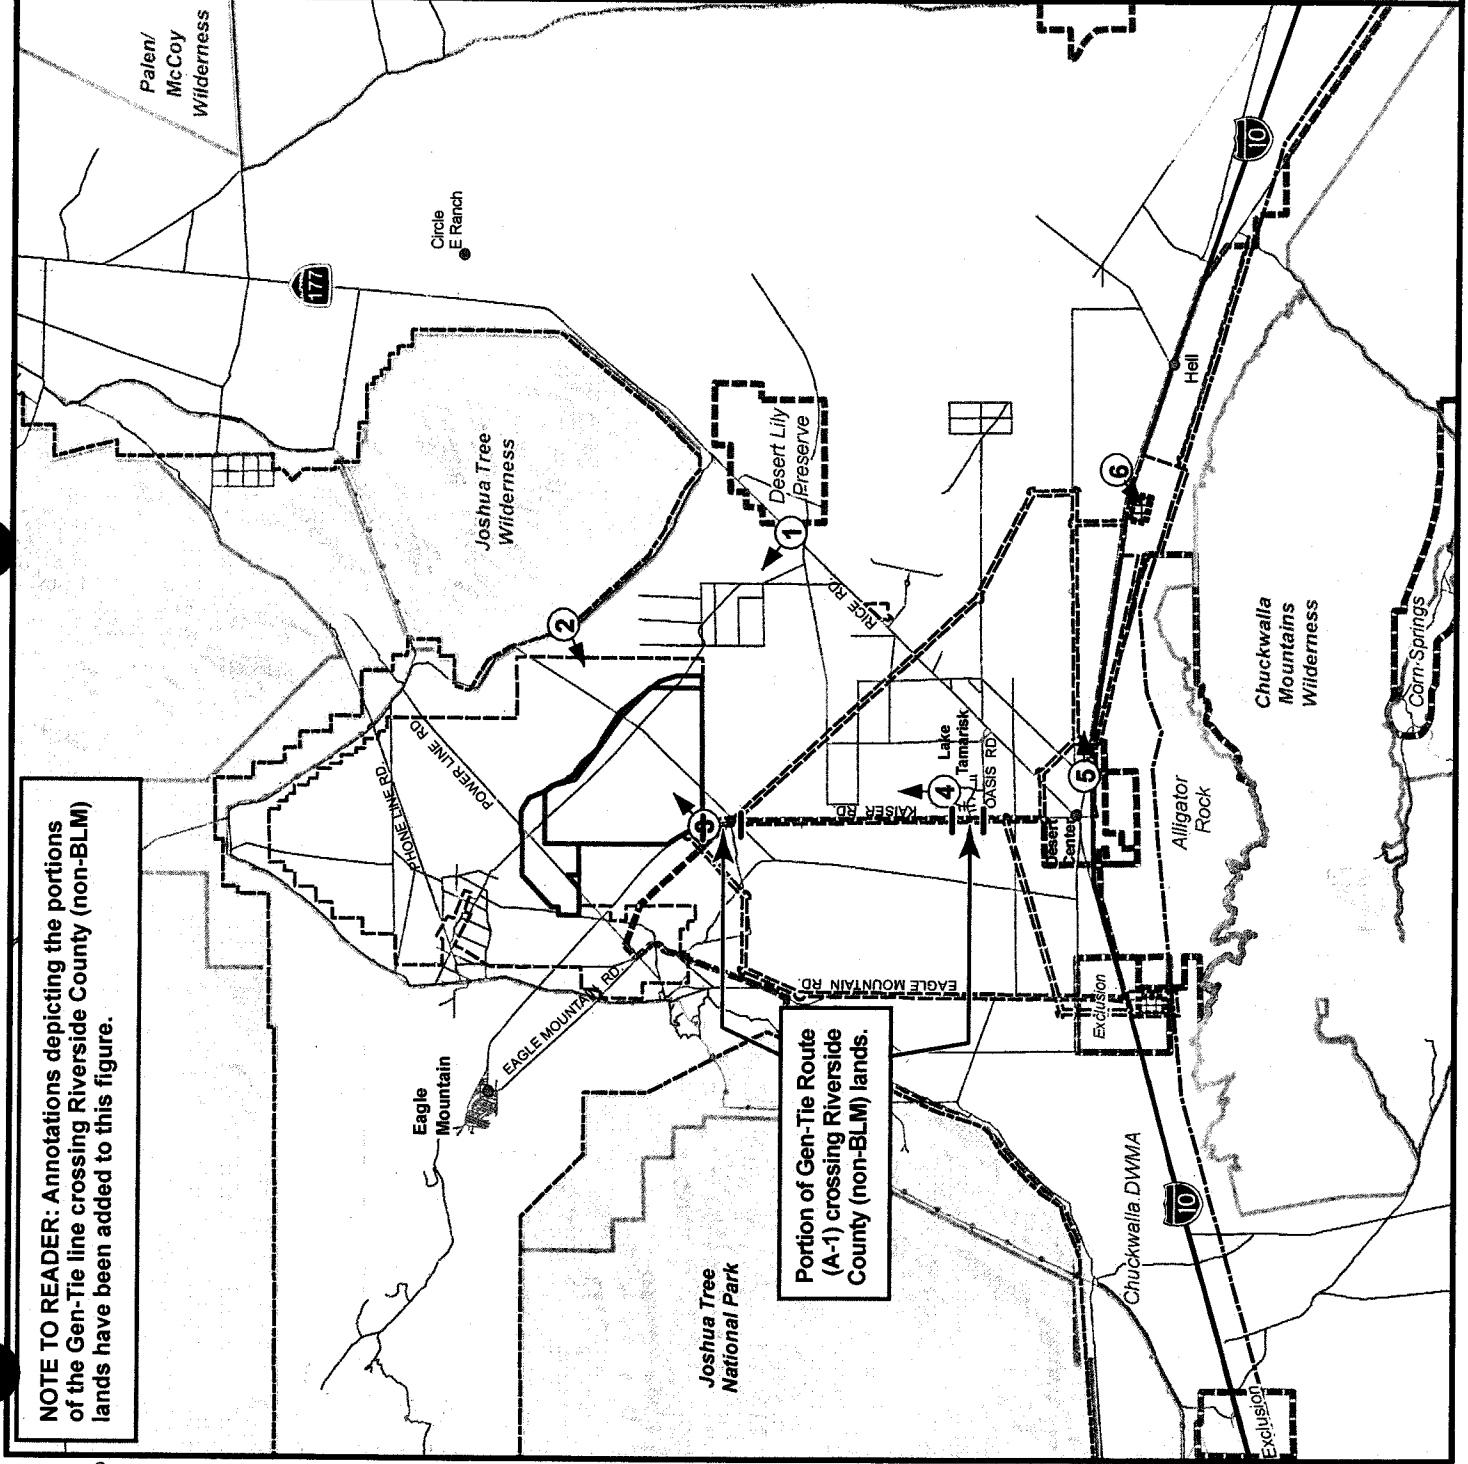 NOTE TO READER: Annotations depicting the portions
of the Gen-Tie line crossing Riverside County (non-BLM)
lands have been added to this figure.
Palen/
McCoy
Wilderness
177
Circle
E Ranch
Joshua Tree
Wilderness
Desert Lily
Preserve
1
2
3
4
5
6
PHONE LINE RD.
POWER LINE RD
RICE RD.
KAISER RD.
Lake
Tamarisk
OASIS RD.
Desert
Center
Eagle
Mountain
EAGLE MOUNTAIN RD.
EAGLE MOUNTAIN RD.
Portion of Gen-Tie Route
(A-1) crossing Riverside
County (non-BLM) lands.
Joshua Tree
National Park
Exclusion
Alligator
Rock
Hell
10
Chuckwalla
Mountains
Wilderness
Corn Springs
Chuckwalla DWMA
10
Exclusion